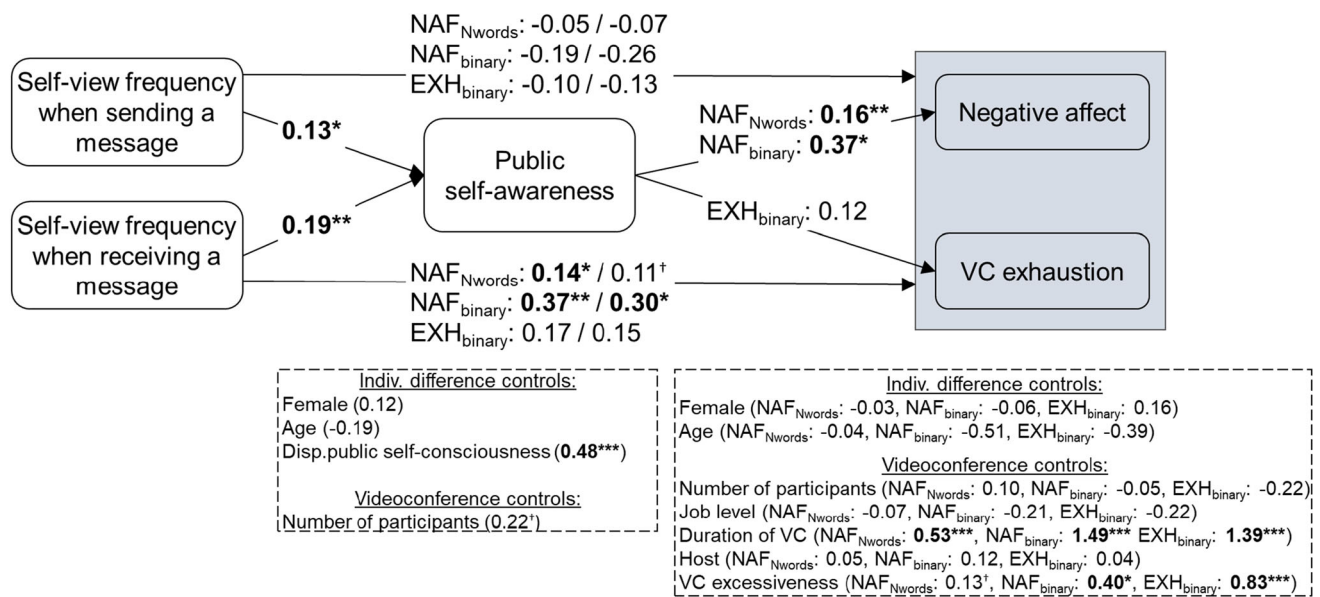 NAFNwords: -0.05 / -0.07
NAFbinary: -0.19 / -0.26
EXHbinary: -0.10 / -0.13
Self-view frequency
when sending a
message
0.13*
Public
self-awareness
NAFNwords: 0.16**
NAFbinary: 0.37*
Negative affect
Self-view frequency
when receiving a
message
0.19**
EXHbinary: 0.12
VC exhaustion
NAFNwords: 0.14* / 0.11†
NAFbinary: 0.37** / 0.30*
EXHbinary: 0.17 / 0.15
Indiv. difference controls:
Female (0.12)
Age (-0.19)
Disp.public self-consciousness (0.48***)
Videoconference controls:
Number of participants (0.22†)
Indiv. difference controls:
Female (NAFNwords: -0.03, NAFbinary: -0.06, EXHbinary: 0.16)
Age (NAFNwords: -0.04, NAFbinary: -0.51, EXHbinary: -0.39)
Videoconference controls:
Number of participants (NAFNwords: 0.10, NAFbinary: -0.05, EXHbinary: -0.22)
Job level (NAFNwords: -0.07, NAFbinary: -0.21, EXHbinary: -0.22)
Duration of VC (NAFNwords: 0.53***, NAFbinary: 1.49*** EXHbinary: 1.39***)
Host (NAFNwords: 0.05, NAFbinary: 0.12, EXHbinary: 0.04)
VC excessiveness (NAFNwords: 0.13†, NAFbinary: 0.40*, EXHbinary: 0.83***)